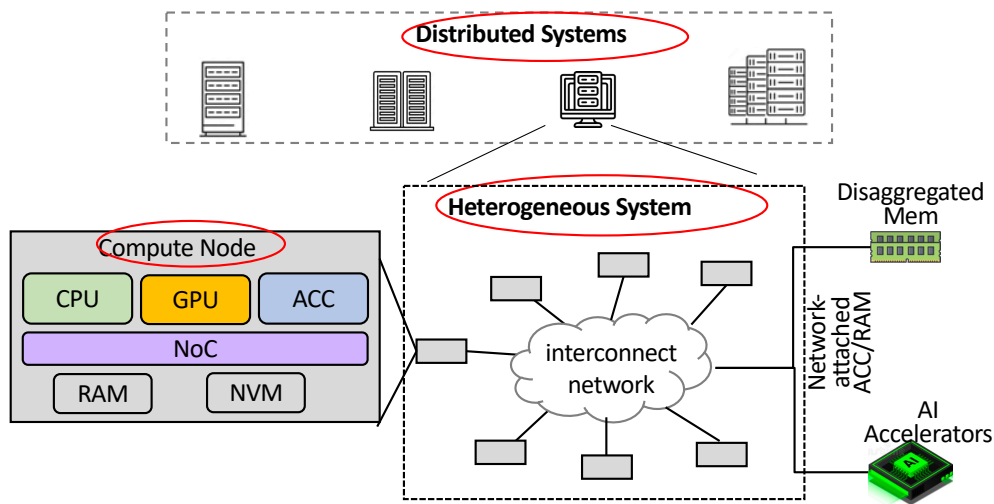 Distributed Systems
Heterogeneous System
Disaggregated
Mem
Compute Node
CPU
GPU
ACC
NoC
RAM
NVM
interconnect
network
Network-
attached
ACC/RAM
AI
Accelerators
AI